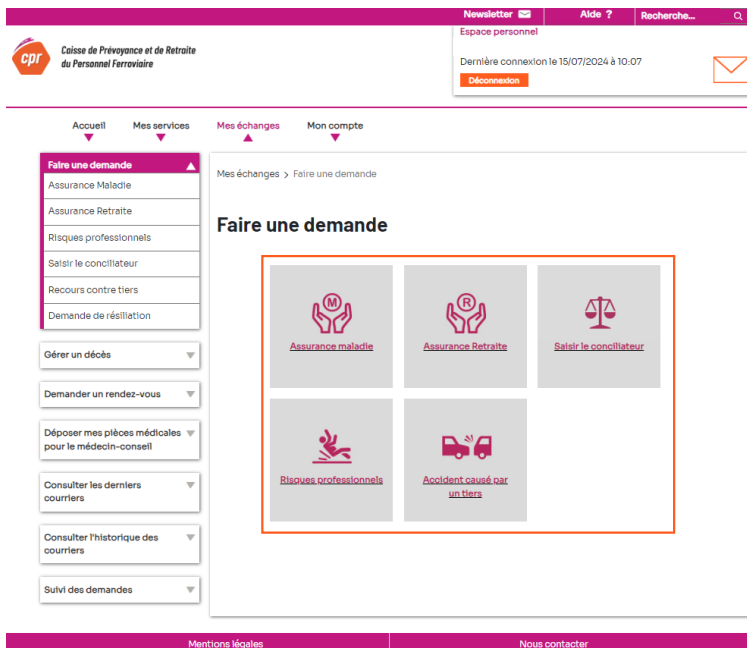 Newsletter
Aide ?
Recherche...
cpr
Caisse de Prévoyance et de Retraite
du Personnel Ferroviaire
Espace personnel
Dernière connexion le 15/07/2024 à 10:07
Déconnexion
Accueil
Mes services
Mes échanges
Mon compte
Faire une demande
Assurance Maladie
Assurance Retraite
Risques professionnels
Saisir le conciliateur
Recours contre tiers
Demande de résiliation
Gérer un décès
Demander un rendez-vous
Déposer mes pièces médicales
pour le médecin-conseil
Consulter les derniers
courriers
Consulter l'historique des
courriers
Suivi des demandes
Mes échanges > Faire une demande
Faire une demande
M
Assurance maladie
R
Assurance Retraite
Saisir le conciliateur
Risques professionnels
Accident causé par
un tiers
Mentions légales
Nous contacter